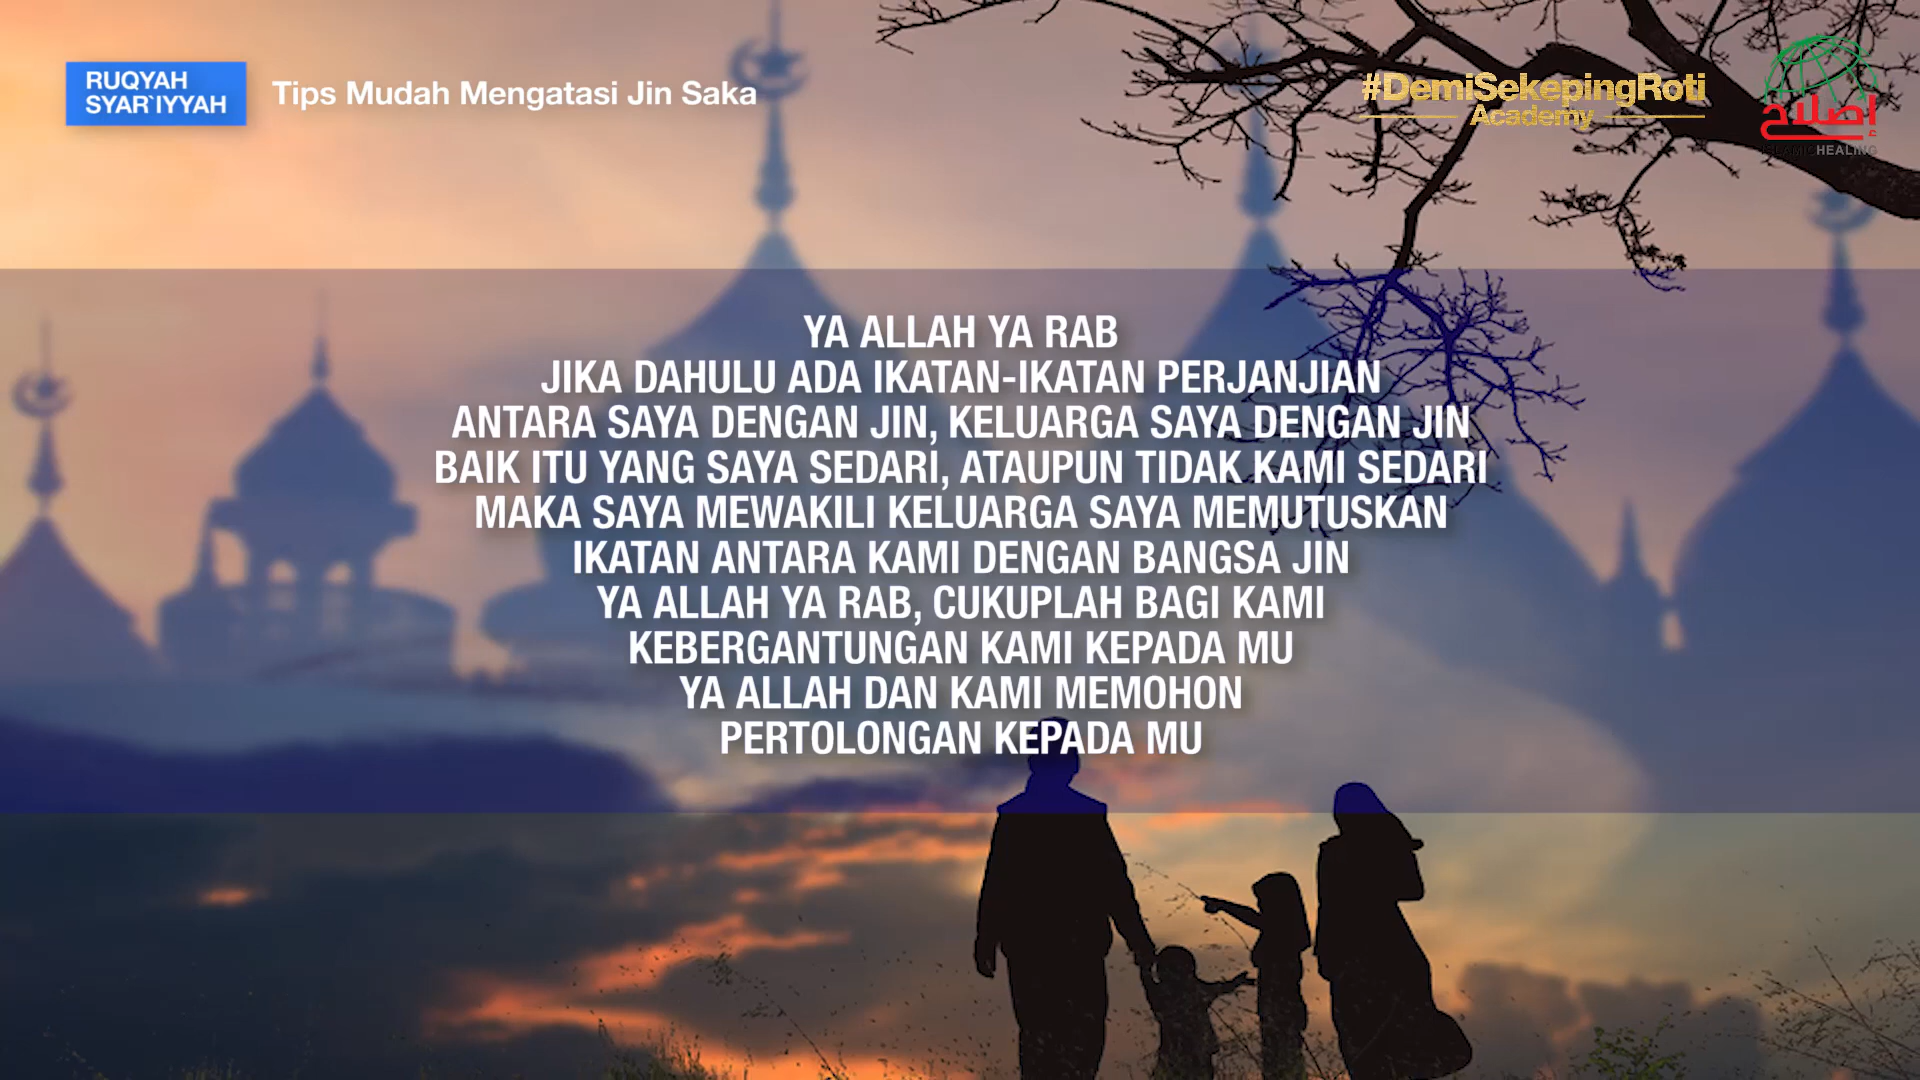 RUQYAH
SYAR`IYYAH
Tips Mudah Mengatasi Jin Saka
#DemiSekepingRoti
Academy
إصلاح
ISLAMIC HEALING
YA ALLAH YA RAB
JIKA DAHULU ADA IKATAN-IKATAN PERJANJIAN
ANTARA SAYA DENGAN JIN, KELUARGA SAYA DENGAN JIN
BAIK ITU YANG SAYA SEDARI, ATAUPUN TIDAK KAMI SEDARI
MAKA SAYA MEWAKILI KELUARGA SAYA MEMUTUSKAN
IKATAN ANTARA KAMI DENGAN BANGSA JIN
YA ALLAH YA RAB, CUKUPLAH BAGI KAMI
KEBERGANTUNGAN KAMI KEPADA MU
YA ALLAH DAN KAMI MEMOHON
PERTOLONGAN KEPADA MU